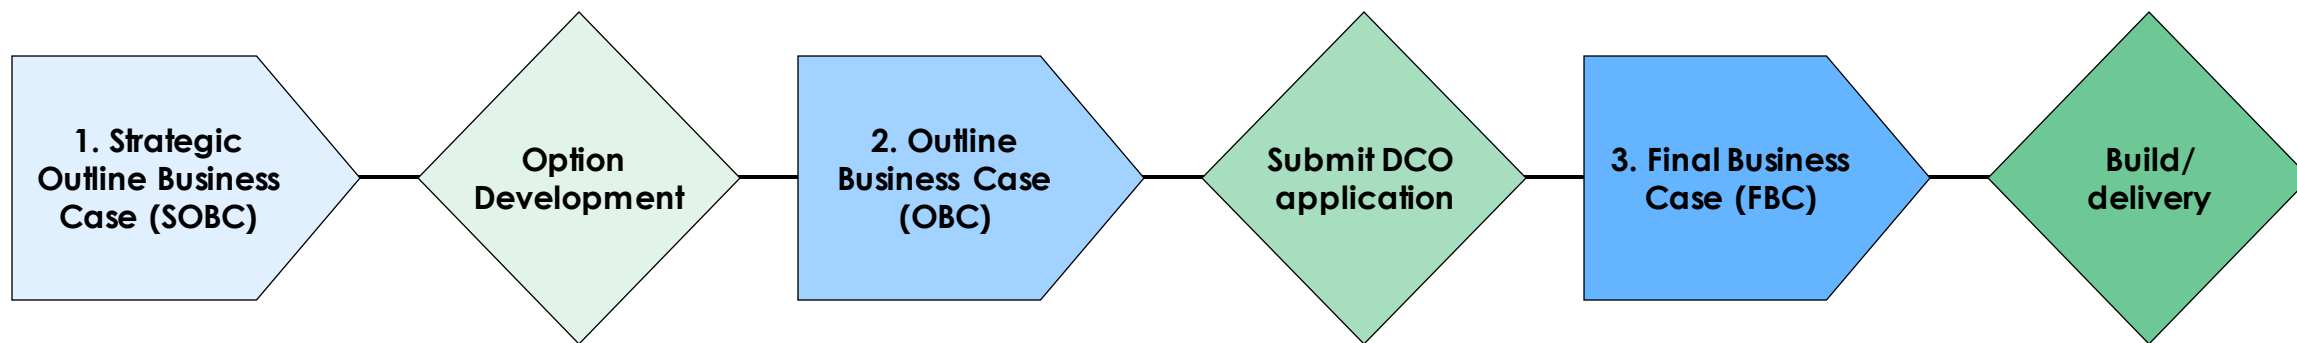 1. Strategic
Outline Business
Case (SOBC)
Option
Development
2. Outline
Business Case
(OBC)
Submit DCO
application
3. Final Business
Case (FBC)
Build/
delivery